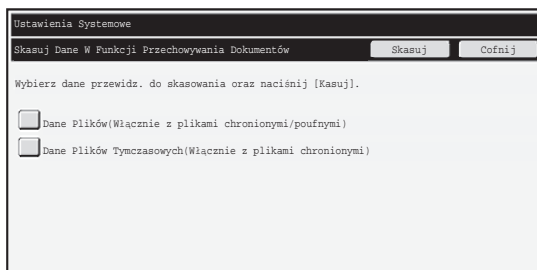 Ustawienia Systemowe
Skasuj Dane W Funkcji Przechowywania Dokumentów Skasuj Cofnij
Wybierz dane przewidz. do skasowania oraz naciśnij [Kasuj].
Dane Plików(Włącznie z plikami chronionymi/poufnymi)
Dane Plików Tymczasowych(Włącznie z plikami chronionymi)